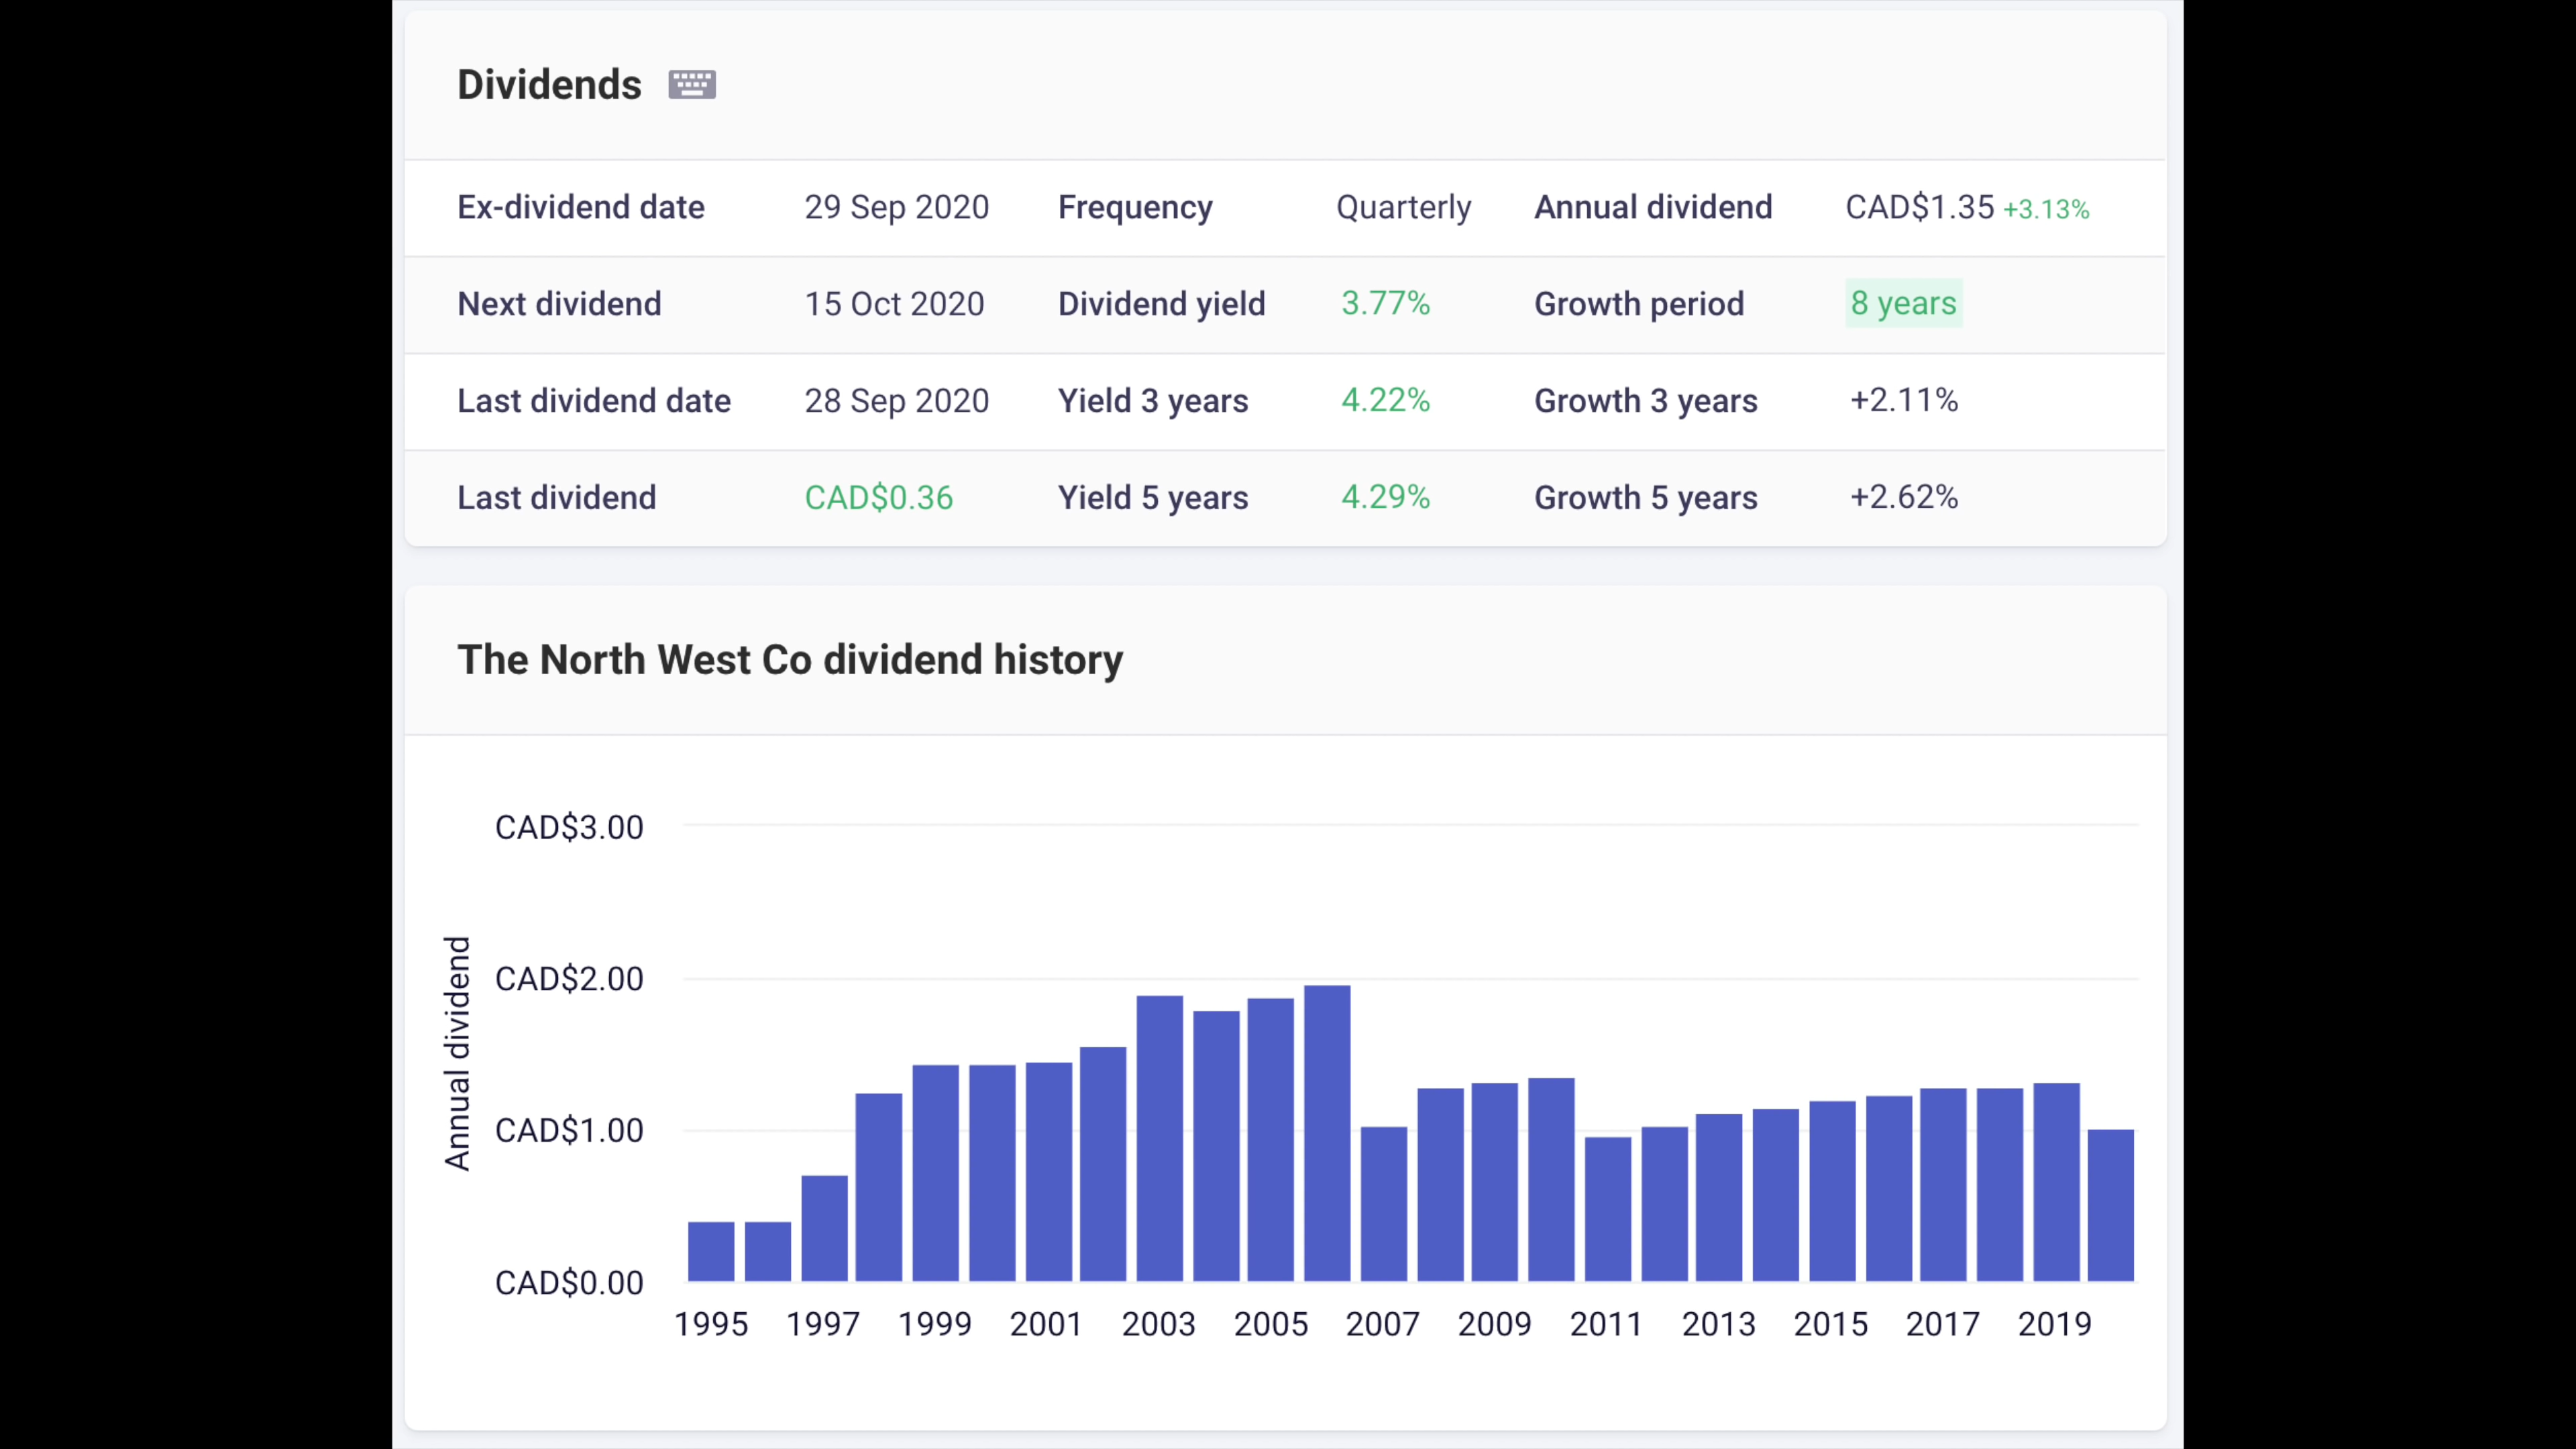 Dividends
Ex-dividend date 29 Sep 2020 Frequency Quarterly Annual dividend CAD$1.35 +3.13%
Next dividend 15 Oct 2020 Dividend yield 3.77% Growth period 8 years
Last dividend date 28 Sep 2020 Yield 3 years 4.22% Growth 3 years +2.11%
Last dividend CAD$0.36 Yield 5 years 4.29% Growth 5 years +2.62%
The North West Co dividend history
Annual dividend
CAD$3.00
CAD$2.00
CAD$1.00
CAD$0.00
1995 1997 1999 2001 2003 2005 2007 2009 2011 2013 2015 2017 2019